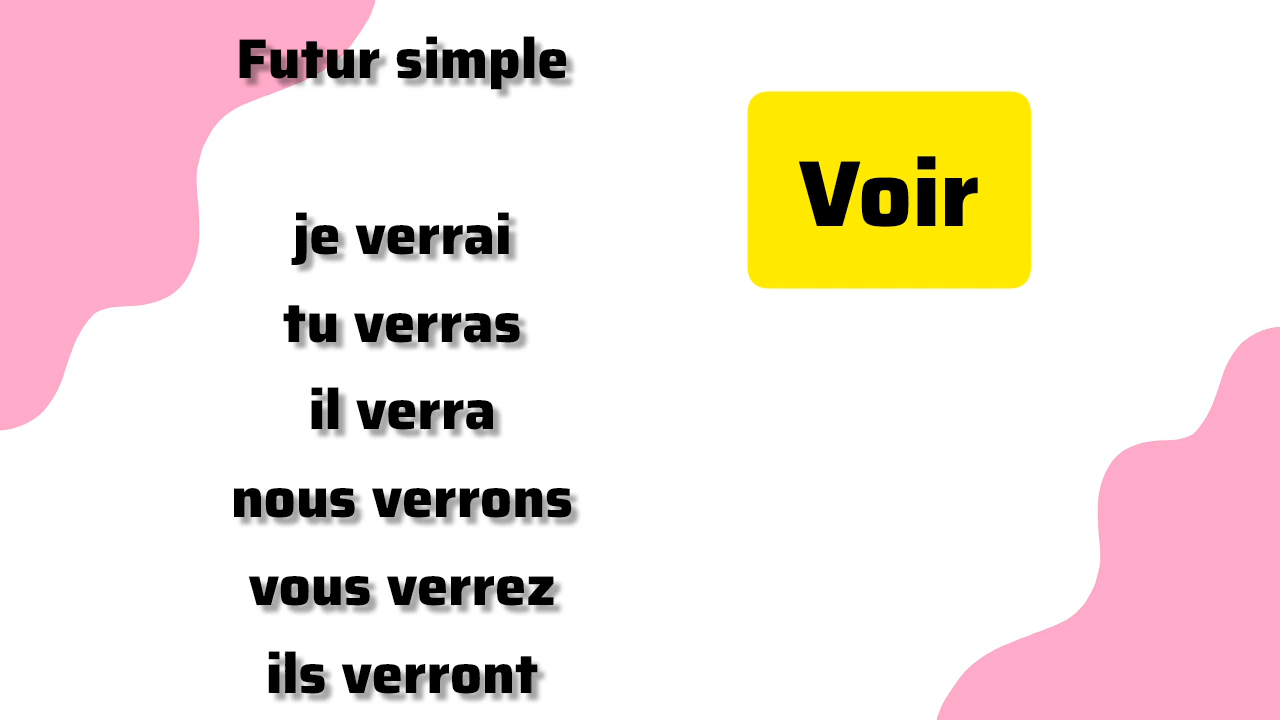 Futur simple
Voir
je verrai
tu verras
il verra
nous verrons
vous verrez
ils verront